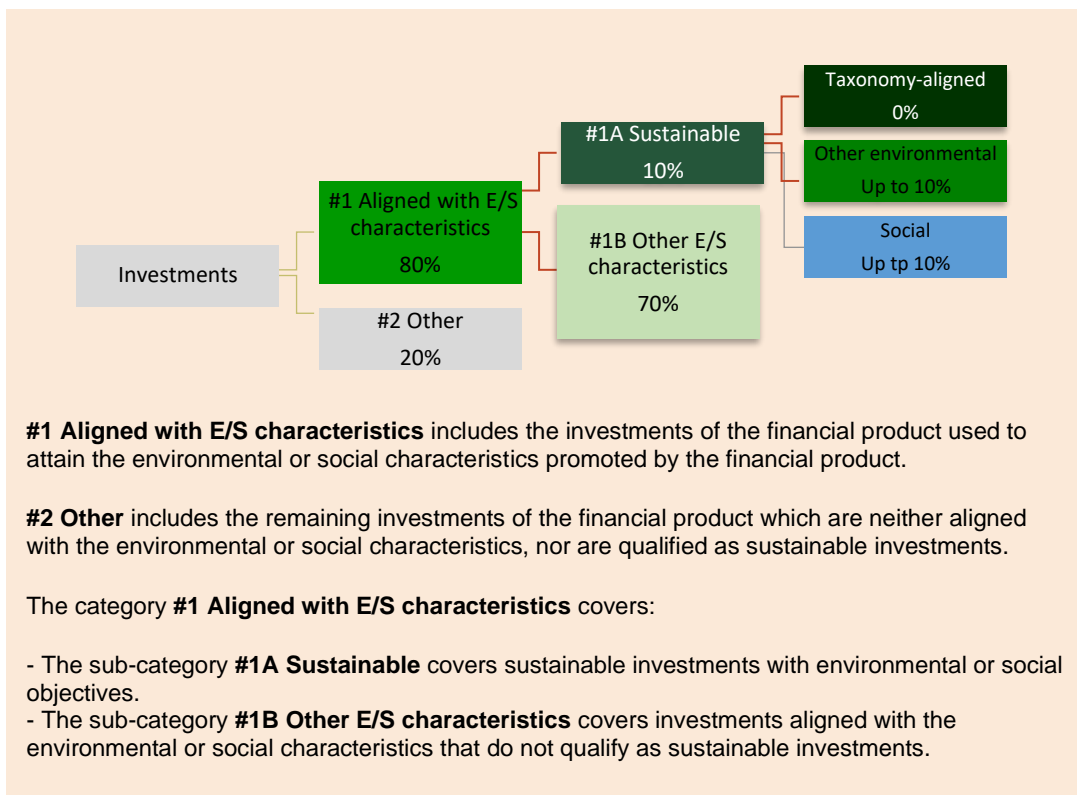 Taxonomy-aligned
0%
#1A Sustainable
10%
Other environmental
Up to 10%
#1 Aligned with E/S
characteristics
80%
#1B Other E/S
characteristics
70%
Social
Up tp 10%
Investments
#2 Other
20%
#1 Aligned with E/S characteristics includes the investments of the financial product used to
attain the environmental or social characteristics promoted by the financial product.
#2 Other includes the remaining investments of the financial product which are neither aligned
with the environmental or social characteristics, nor are qualified as sustainable investments.
The category #1 Aligned with E/S characteristics covers:
- The sub-category #1A Sustainable covers sustainable investments with environmental or social
objectives.
- The sub-category #1B Other E/S characteristics covers investments aligned with the
environmental or social characteristics that do not qualify as sustainable investments.